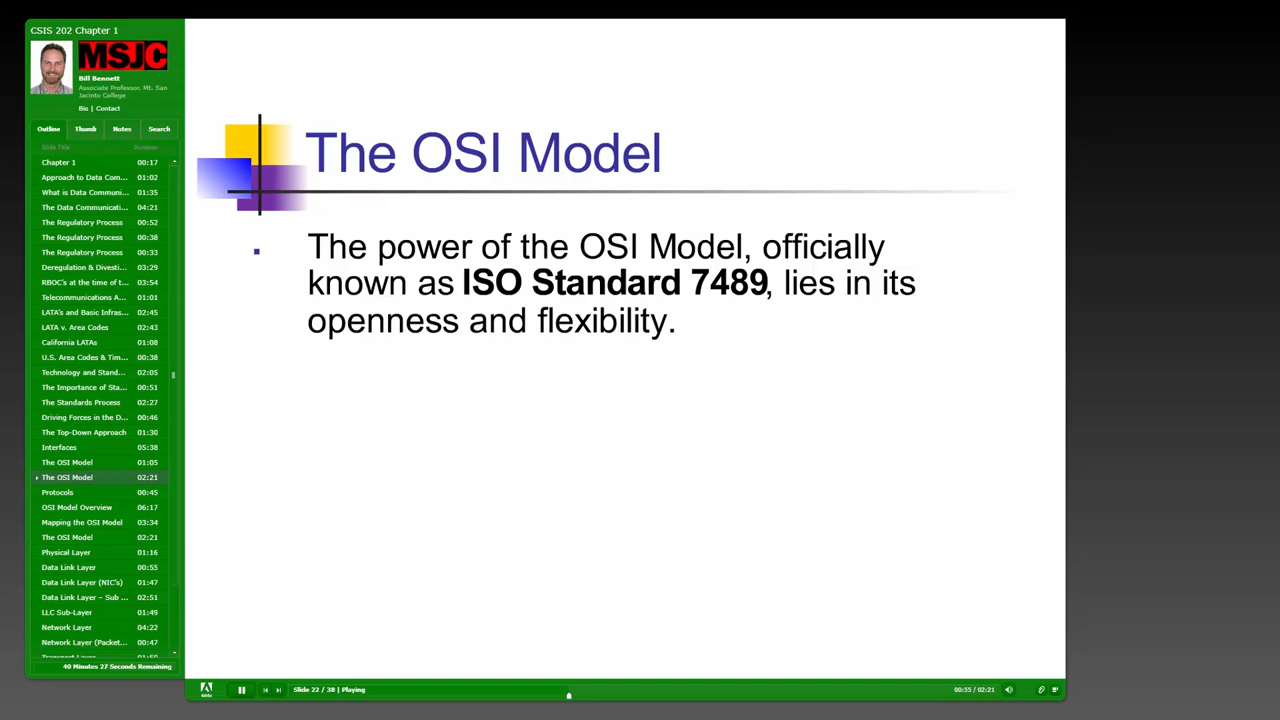 CSIS 202 Chapter 1
MSJC
Bill Bennett
Associate Professor, Mt. San
Jacinto College
Bio | Contact
Outline Thumb Notes Search
Slide Title Duration
Chapter 1 00:17
Approach to Data Com... 01:02
What is Data Communi... 01:35
The Data Communicati... 04:21
The Regulatory Process 00:52
The Regulatory Process 00:38
The Regulatory Process 00:33
Deregulation & Divesti... 03:29
RBOC's at the time of t... 03:54
Telecommunications A... 01:01
LATA's and Basic Infras... 02:45
LATA v. Area Codes 02:43
California LATAs 01:08
U.S. Area Codes & Tim... 00:38
Technology and Stand... 02:05
The Importance of Sta... 00:51
The Standards Process 02:27
Driving Forces in the D... 00:46
The Top-Down Approach 01:30
Interfaces 05:38
The OSI Model 01:05
The OSI Model 02:21
Protocols 00:45
OSI Model Overview 06:17
Mapping the OSI Model 03:34
The OSI Model 02:21
Physical Layer 01:16
Data Link Layer 00:55
Data Link Layer (NIC's) 01:47
Data Link Layer – Sub ... 02:51
LLC Sub-Layer 01:49
Network Layer 04:22
Network Layer (Packet... 00:47
40 Minutes 27 Seconds Remaining
The OSI Model
The power of the OSI Model, officially
known as ISO Standard 7489, lies in its
openness and flexibility.
Slide 22 / 38 | Playing
00:55 / 02:21